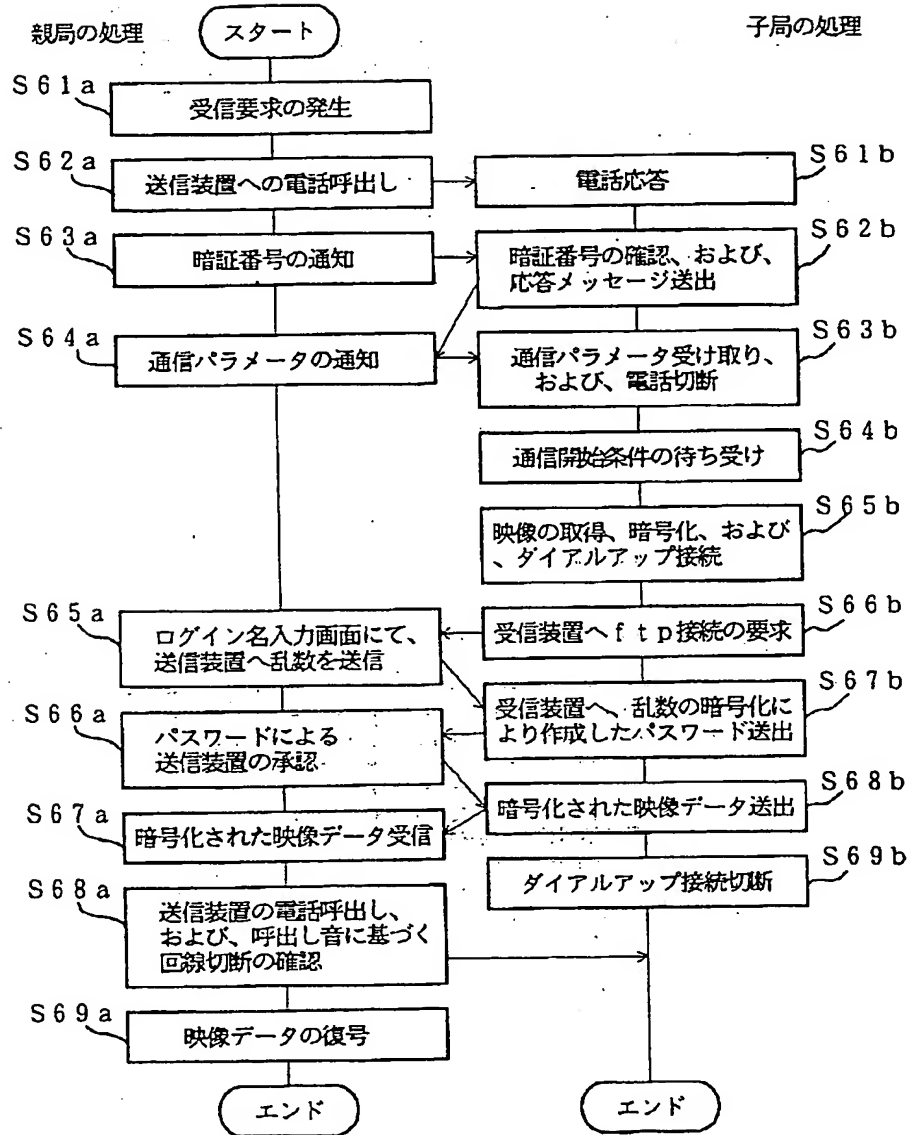 親局の処理
スタート
子局の処理
S61a
受信要求の発生
S62a
送信装置への電話呼出し
電話応答
S61b
S63a
暗証番号の通知
暗証番号の確認、および、
応答メッセージ送出
S62b
S64a
通信パラメータの通知
通信パラメータ受け取り、
および、電話切断
S63b
通信開始条件の待ち受け
S64b
映像の取得、暗号化、および
、ダイアルアップ接続
S65b
S65a
ログイン名入力画面にて、
送信装置へ乱数を送信
受信装置へftp接続の要求
S66b
S66a
パスワードによる
送信装置の承認
受信装置へ、乱数の暗号化に
より作成したパスワード送出
S67b
S67a
暗号化された映像データ受信
暗号化された映像データ送出
S68b
S68a
送信装置の電話呼出し、
および、呼出し音に基づく
回線切断の確認
ダイアルアップ接続切断
S69b
S69a
映像データの復号
エンド
エンド